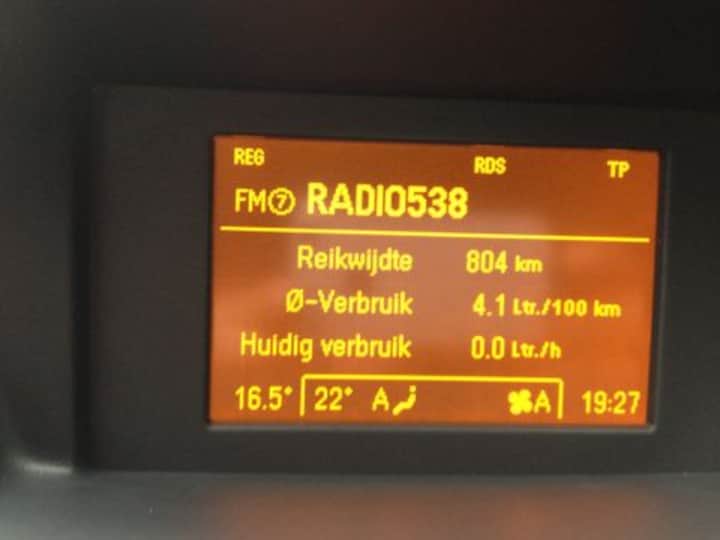 REG RDS TP
FM⑦ RADIO538
Reikwijdte 804 km
Ø-Verbruik 4.1 Ltr./100 km
Huidig verbruik 0.0 Ltr./h
16.5° 22° A A 19:27